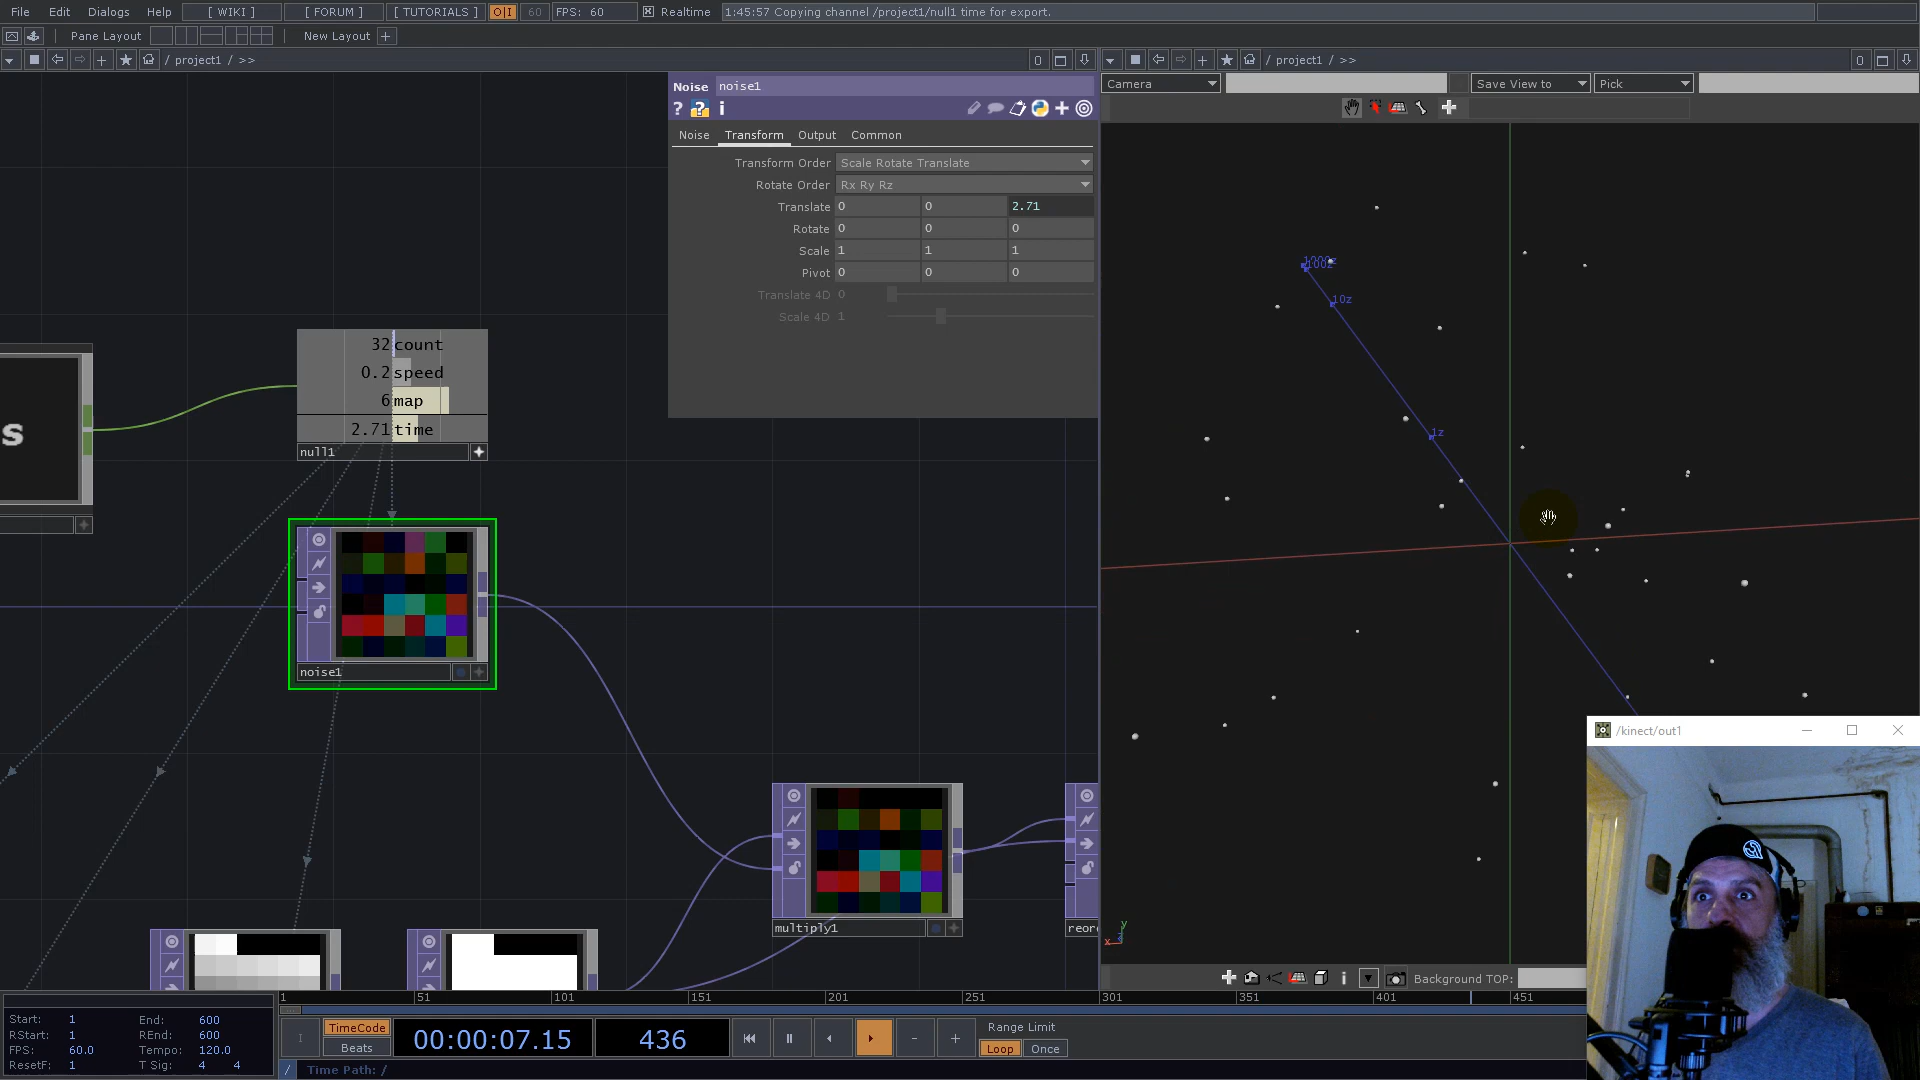 File Edit Dialogs Help [ WIKI ] [ FORUM ] [ TUTORIALS ] O|I 60 FPS: 60 Realtime 1:45:57 Copying channel /project1/null1 time for export.
Pane Layout New Layout +
/ project1 / >> 0
/ project1 / >> 0
Noise noise1
Camera Save View to Pick
? ? i
Noise Transform Output Common
Transform Order Scale Rotate Translate
Rotate Order Rx Ry Rz
Translate 0 0 2.71
Rotate 0 0 0
Scale 1 1 1
Pivot 0 0 0
Translate 4D 0
Scale 4D 1
1000z
100z
10z
1z
32 count
0.2 speed
6 map
2.71 time
null1
s
noise1
multiply1
reor
/kinect/out1
y
x
Background TOP:
1 51 101 151 201 251 301 351 401 451
Start: 1 End: 600
RStart: 1 REnd: 600
FPS: 60.0 Tempo: 120.0
ResetF: 1 T Sig: 4 4
TimeCode
Beats
00:00:07.15
436
Range Limit
Loop Once
/ Time Path: /